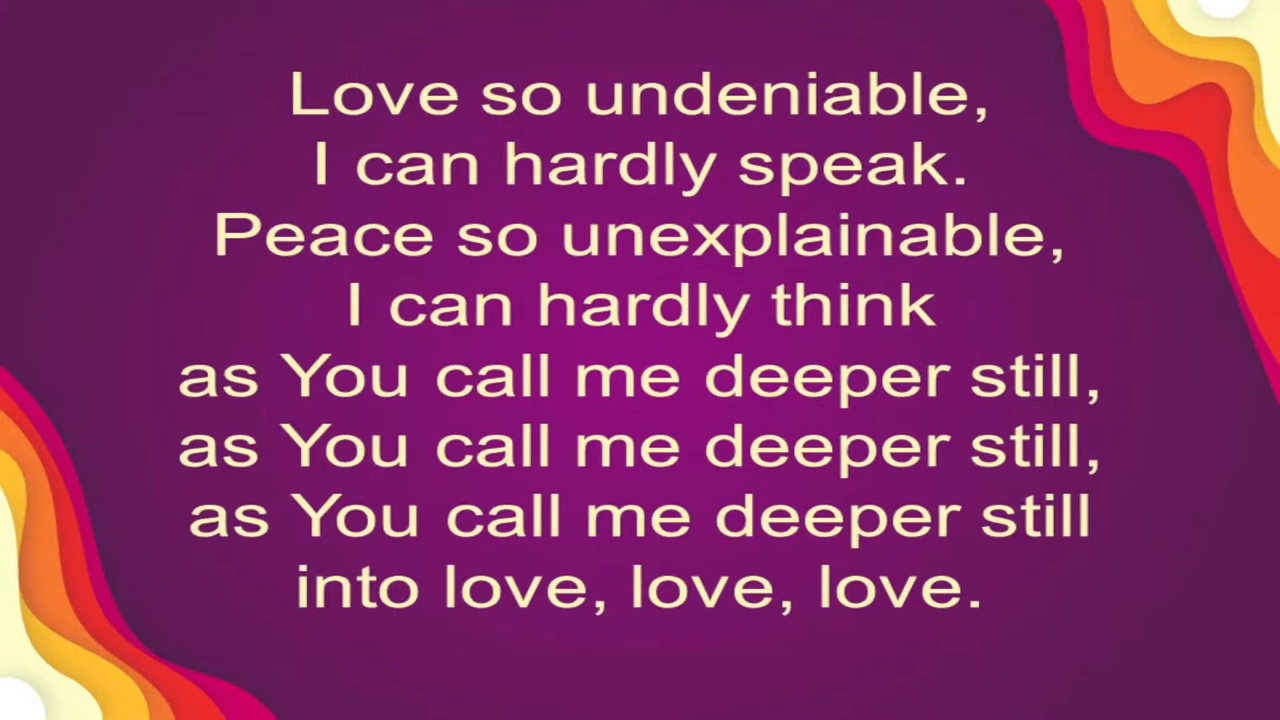 Love so undeniable,
I can hardly speak.
Peace so unexplainable,
I can hardly think
as You call me deeper still,
as You call me deeper still,
as You call me deeper still
into love, love, love.